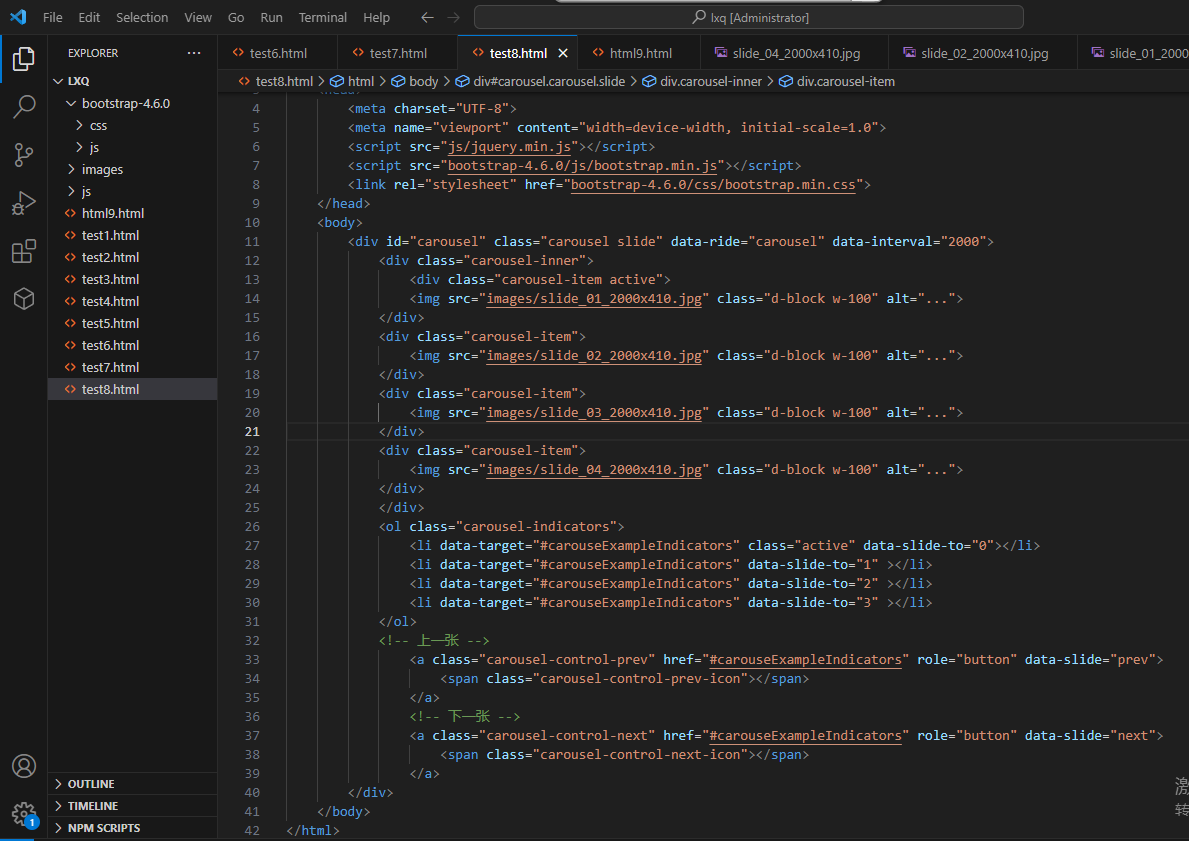 File Edit Selection View Go Run Terminal Help
lxq [Administrator]
EXPLORER
test6.html
test7.html
test8.html
html9.html
slide_04_2000x410.jpg
slide_02_2000x410.jpg
slide_01_2000
test8.html > html > body > div#carousel.carousel.slide > div.carousel-inner > div.carousel-item
LXQ
bootstrap-4.6.0
css
js
images
js
html9.html
test1.html
test2.html
test3.html
test4.html
test5.html
test6.html
test7.html
test8.html
OUTLINE
TIMELINE
NPM SCRIPTS
1
4 <meta charset="UTF-8">
5 <meta name="viewport" content="width=device-width, initial-scale=1.0">
6 <script src="js/jquery.min.js"></script>
7 <script src="bootstrap-4.6.0/js/bootstrap.min.js"></script>
8 <link rel="stylesheet" href="bootstrap-4.6.0/css/bootstrap.min.css">
9 </head>
10 <body>
11 <div id="carousel" class="carousel slide" data-ride="carousel" data-interval="2000">
12 <div class="carousel-inner">
13 <div class="carousel-item active">
14 <img src="images/slide_01_2000x410.jpg" class="d-block w-100" alt="...">
15 </div>
16 <div class="carousel-item">
17 <img src="images/slide_02_2000x410.jpg" class="d-block w-100" alt="...">
18 </div>
19 <div class="carousel-item">
20 <img src="images/slide_03_2000x410.jpg" class="d-block w-100" alt="...">
21 </div>
22 <div class="carousel-item">
23 <img src="images/slide_04_2000x410.jpg" class="d-block w-100" alt="...">
24 </div>
25 </div>
26 <ol class="carousel-indicators">
27 <li data-target="#carouseExampleIndicators" class="active" data-slide-to="0"></li>
28 <li data-target="#carouseExampleIndicators" data-slide-to="1" ></li>
29 <li data-target="#carouseExampleIndicators" data-slide-to="2" ></li>
30 <li data-target="#carouseExampleIndicators" data-slide-to="3" ></li>
31 </ol>
32 <!-- 上一张 -->
33 <a class="carousel-control-prev" href="#carouseExampleIndicators" role="button" data-slide="prev">
34 <span class="carousel-control-prev-icon"></span>
35 </a>
36 <!-- 下一张 -->
37 <a class="carousel-control-next" href="#carouseExampleIndicators" role="button" data-slide="next">
38 <span class="carousel-control-next-icon"></span>
39 </a>
40 </div>
41 </body>
42 </html>
激
转